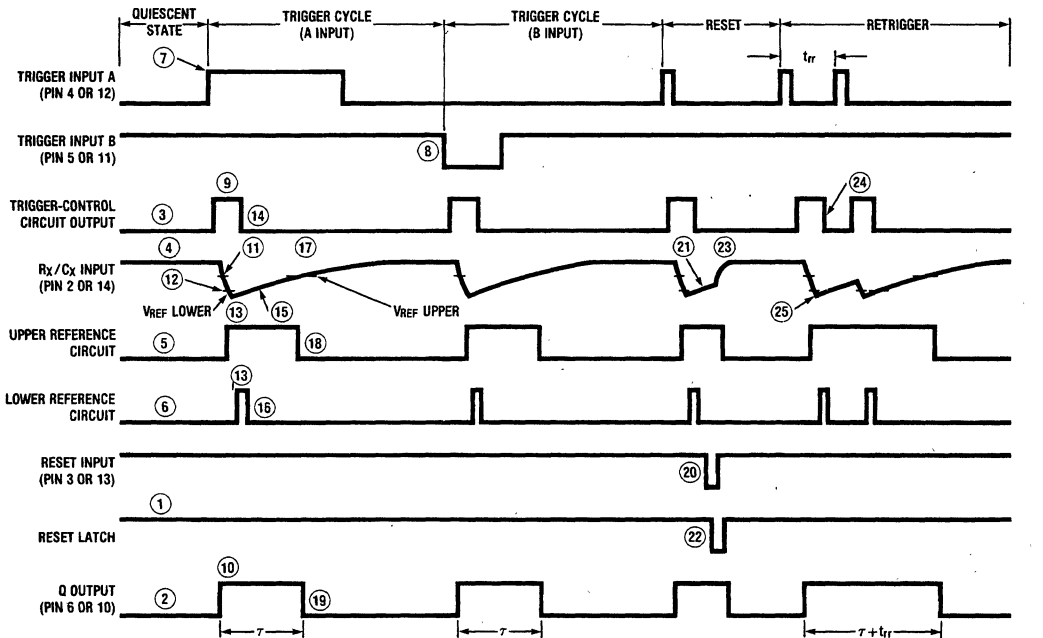 QUIESCENT
STATE
TRIGGER CYCLE
(A INPUT)
TRIGGER CYCLE
(B INPUT)
RESET
RETRIGGER
7
trr
TRIGGER INPUT A
(PIN 4 OR 12)
TRIGGER INPUT B
(PIN 5 OR 11)
8
9
24
TRIGGER-CONTROL
CIRCUIT OUTPUT
3
14
4
11
17
21
23
RX/CX INPUT
(PIN 2 OR 14)
12
VREF LOWER
13
15
VREF UPPER
25
UPPER REFERENCE
CIRCUIT
5
18
13
LOWER REFERENCE
CIRCUIT
6
16
RESET INPUT
(PIN 3 OR 13)
20
1
RESET LATCH
22
10
Q OUTPUT
(PIN 6 OR 10)
2
19
τ
τ
τ + trr